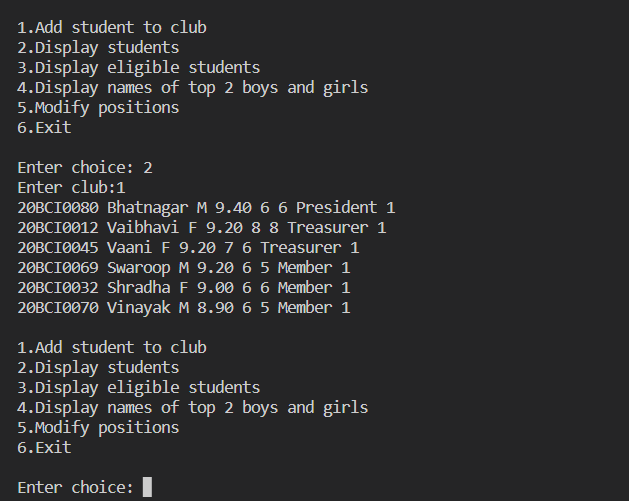 1.Add student to club
2.Display students
3.Display eligible students
4.Display names of top 2 boys and girls
5.Modify positions
6.Exit
Enter choice: 2
Enter club:1
20BCI0080 Bhatnagar M 9.40 6 6 President 1
20BCI0012 Vaibhavi F 9.20 8 8 Treasurer 1
20BCI0045 Vaani F 9.20 7 6 Treasurer 1
20BCI0069 Swaroop M 9.20 6 5 Member 1
20BCI0032 Shradha F 9.00 6 6 Member 1
20BCI0070 Vinayak M 8.90 6 5 Member 1
1.Add student to club
2.Display students
3.Display eligible students
4.Display names of top 2 boys and girls
5.Modify positions
6.Exit
Enter choice: